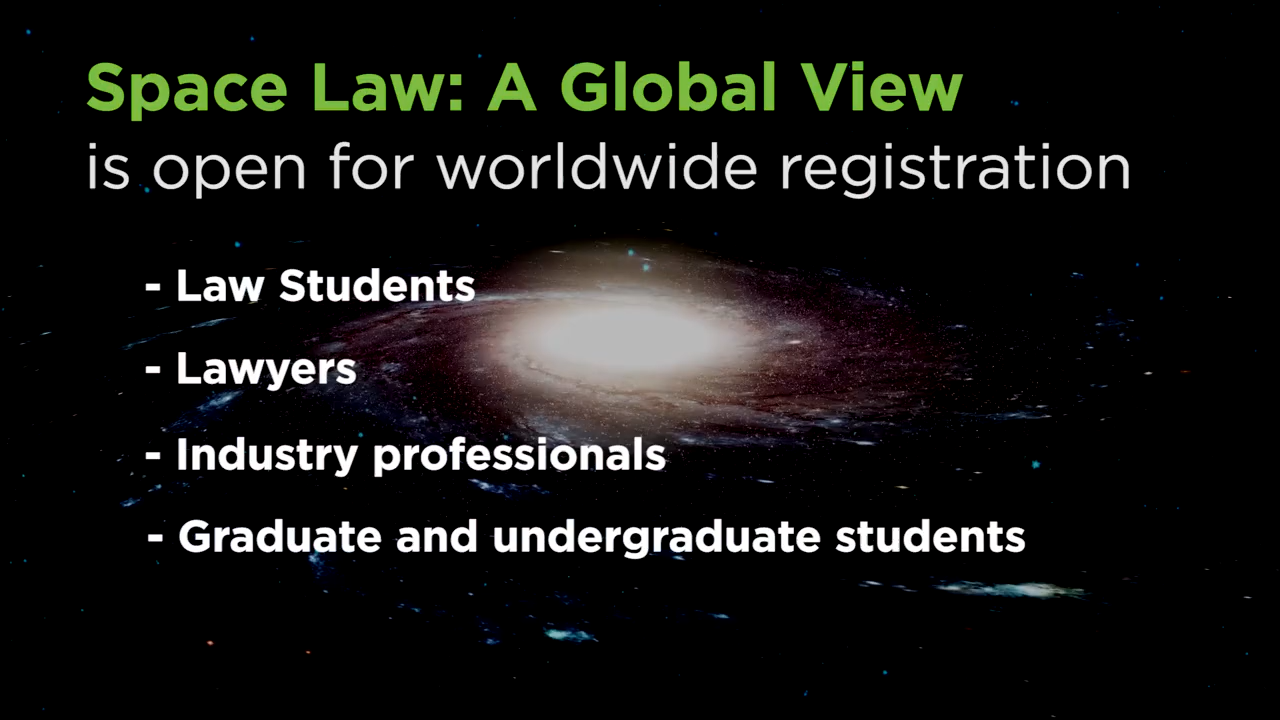 Space Law: A Global View
is open for worldwide registration
- Law Students
- Lawyers
- Industry professionals
- Graduate and undergraduate students